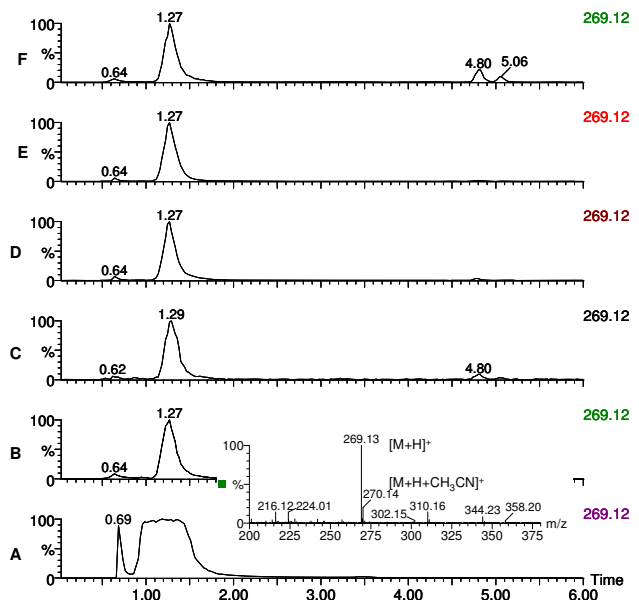 100 1.27 269.12
% 0.64 4.80 5.06
F
0
100 1.27 269.12
% 0.64
E
0
100 1.27 269.12
% 0.64
D
0
100 1.29 269.12
% 0.62 4.80
C
0
100 1.27 269.12
% 0.64
B
0
100 269.13 [M+H]⁺
% [M+H+CH₃CN]⁺
270.14
216.12 224.01 302.15 310.16 344.23 358.20
0 m/z
200 225 250 275 300 325 350 375
100 0.69 269.12
%
A
0 Time
1.00 2.00 3.00 4.00 5.00 6.00